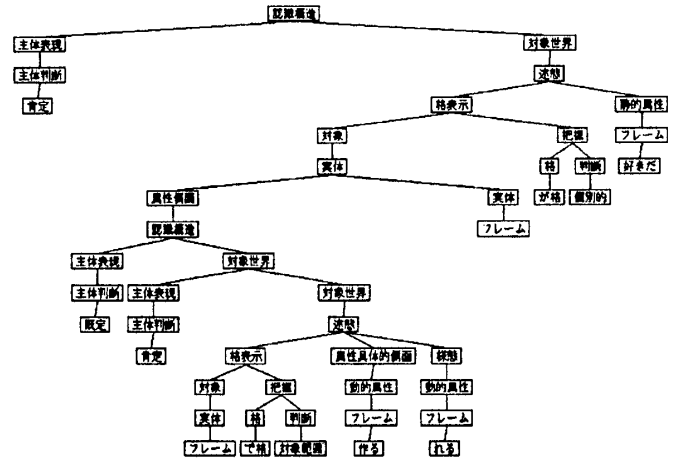 認識構造
主体表現 対象世界
主体判断 述態
肯定 格表示 静的属性
対象 把握 フレーム
実体 格 判断 好きだ
属性側面 実体 が格 個別的
認識構造 フレーム
主体表現 対象世界
主体判断 主体表現 対象世界
既定 主体判断 述態
肯定 格表示 属性具体的側面 様態
対象 把握 動的属性 動的属性
実体 格 判断 フレーム フレーム
フレーム で格 対象範囲 作る れる